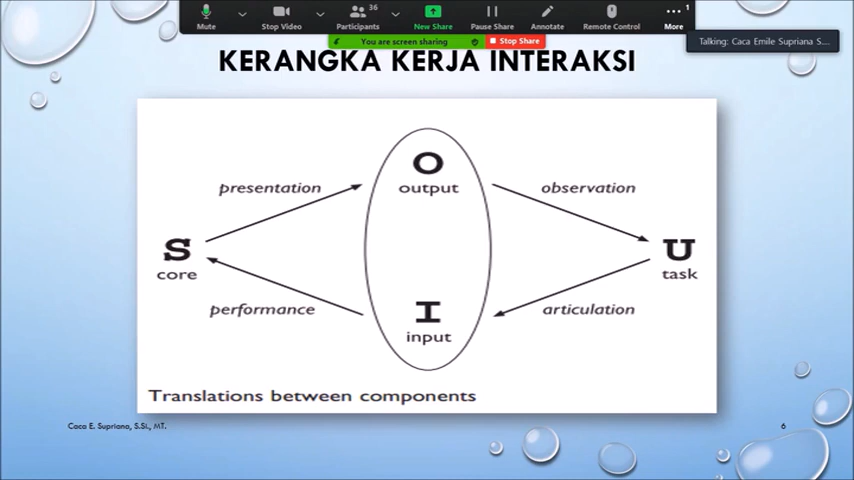 36
1
Mute
Stop Video
Participants
New Share
Pause Share
Annotate
Remote Control
More
You are screen sharing
Stop Share
Talking: Caca Emile Supriana S....
KERANGKA KERJA INTERAKSI
O
output
presentation
observation
S
core
U
task
performance
articulation
I
input
Translations between components
Caca E. Supriana, S.Si., MT.
6